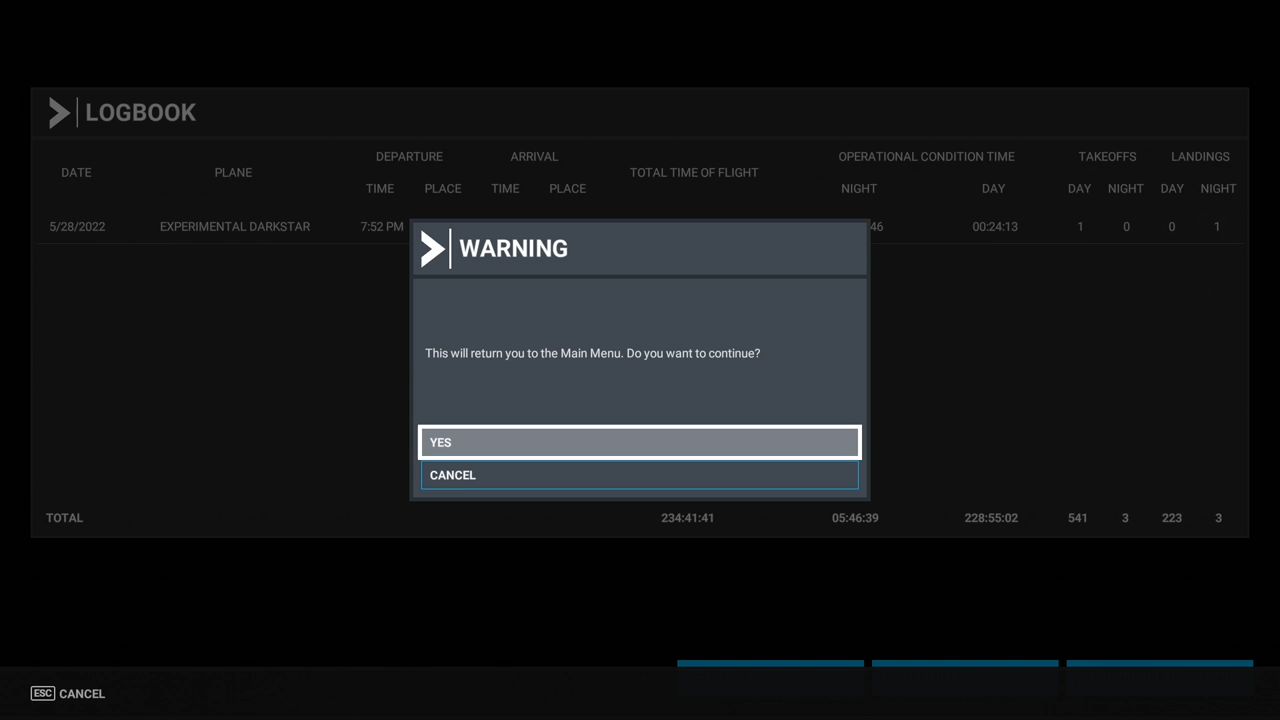 LOGBOOK
DEPARTURE ARRIVAL OPERATIONAL CONDITION TIME TAKEOFFS LANDINGS
DATE PLANE TOTAL TIME OF FLIGHT
TIME PLACE TIME PLACE NIGHT DAY DAY NIGHT DAY NIGHT
5/28/2022 EXPERIMENTAL DARKSTAR 7:52 PM 46 00:24:13 1 0 0 1
WARNING
This will return you to the Main Menu. Do you want to continue?
YES
CANCEL
TOTAL 234:41:41 05:46:39 228:55:02 541 3 223 3
ESC CANCEL